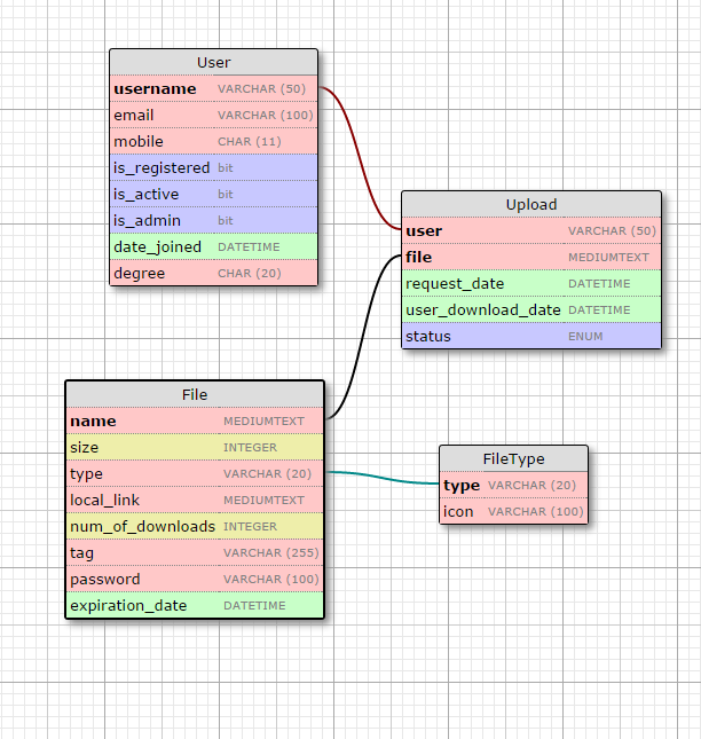 User
username VARCHAR (50)
email VARCHAR (100)
mobile CHAR (11)
is_registered bit
is_active bit
is_admin bit
date_joined DATETIME
degree CHAR (20)
Upload
user VARCHAR (50)
file MEDIUMTEXT
request_date DATETIME
user_download_date DATETIME
status ENUM
File
name MEDIUMTEXT
size INTEGER
type VARCHAR (20)
local_link MEDIUMTEXT
num_of_downloads INTEGER
tag VARCHAR (255)
password VARCHAR (100)
expiration_date DATETIME
FileType
type VARCHAR (20)
icon VARCHAR (100)